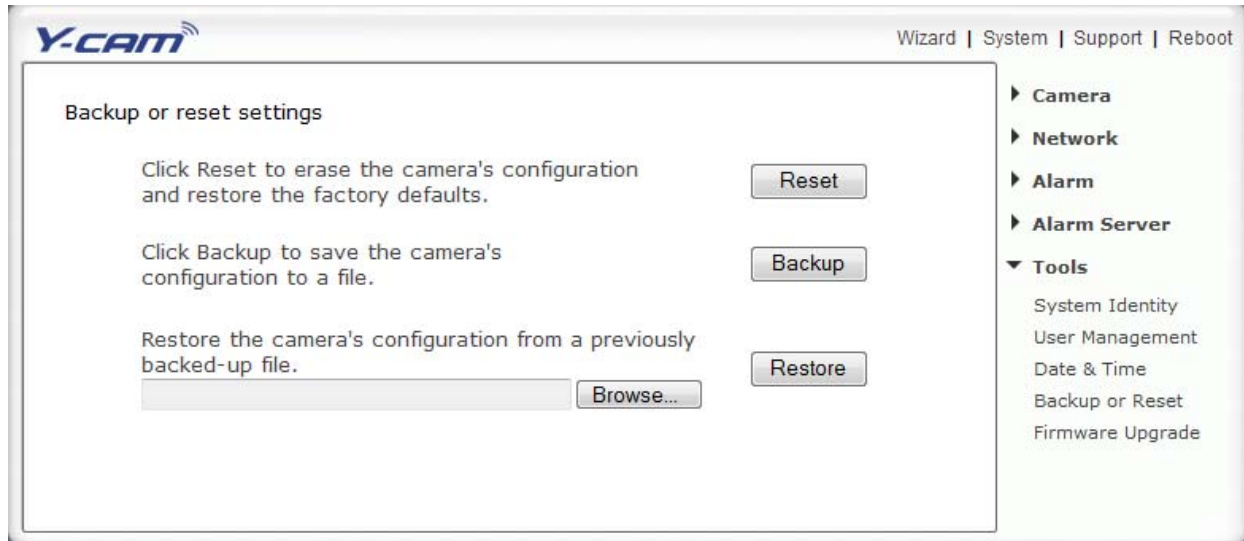 Y-cam
Wizard | System | Support | Reboot
Backup or reset settings
Click Reset to erase the camera's configuration
and restore the factory defaults.
Reset
Click Backup to save the camera's
configuration to a file.
Backup
Restore the camera's configuration from a previously
backed-up file.
Browse...
Restore
Camera
Network
Alarm
Alarm Server
Tools
System Identity
User Management
Date & Time
Backup or Reset
Firmware Upgrade